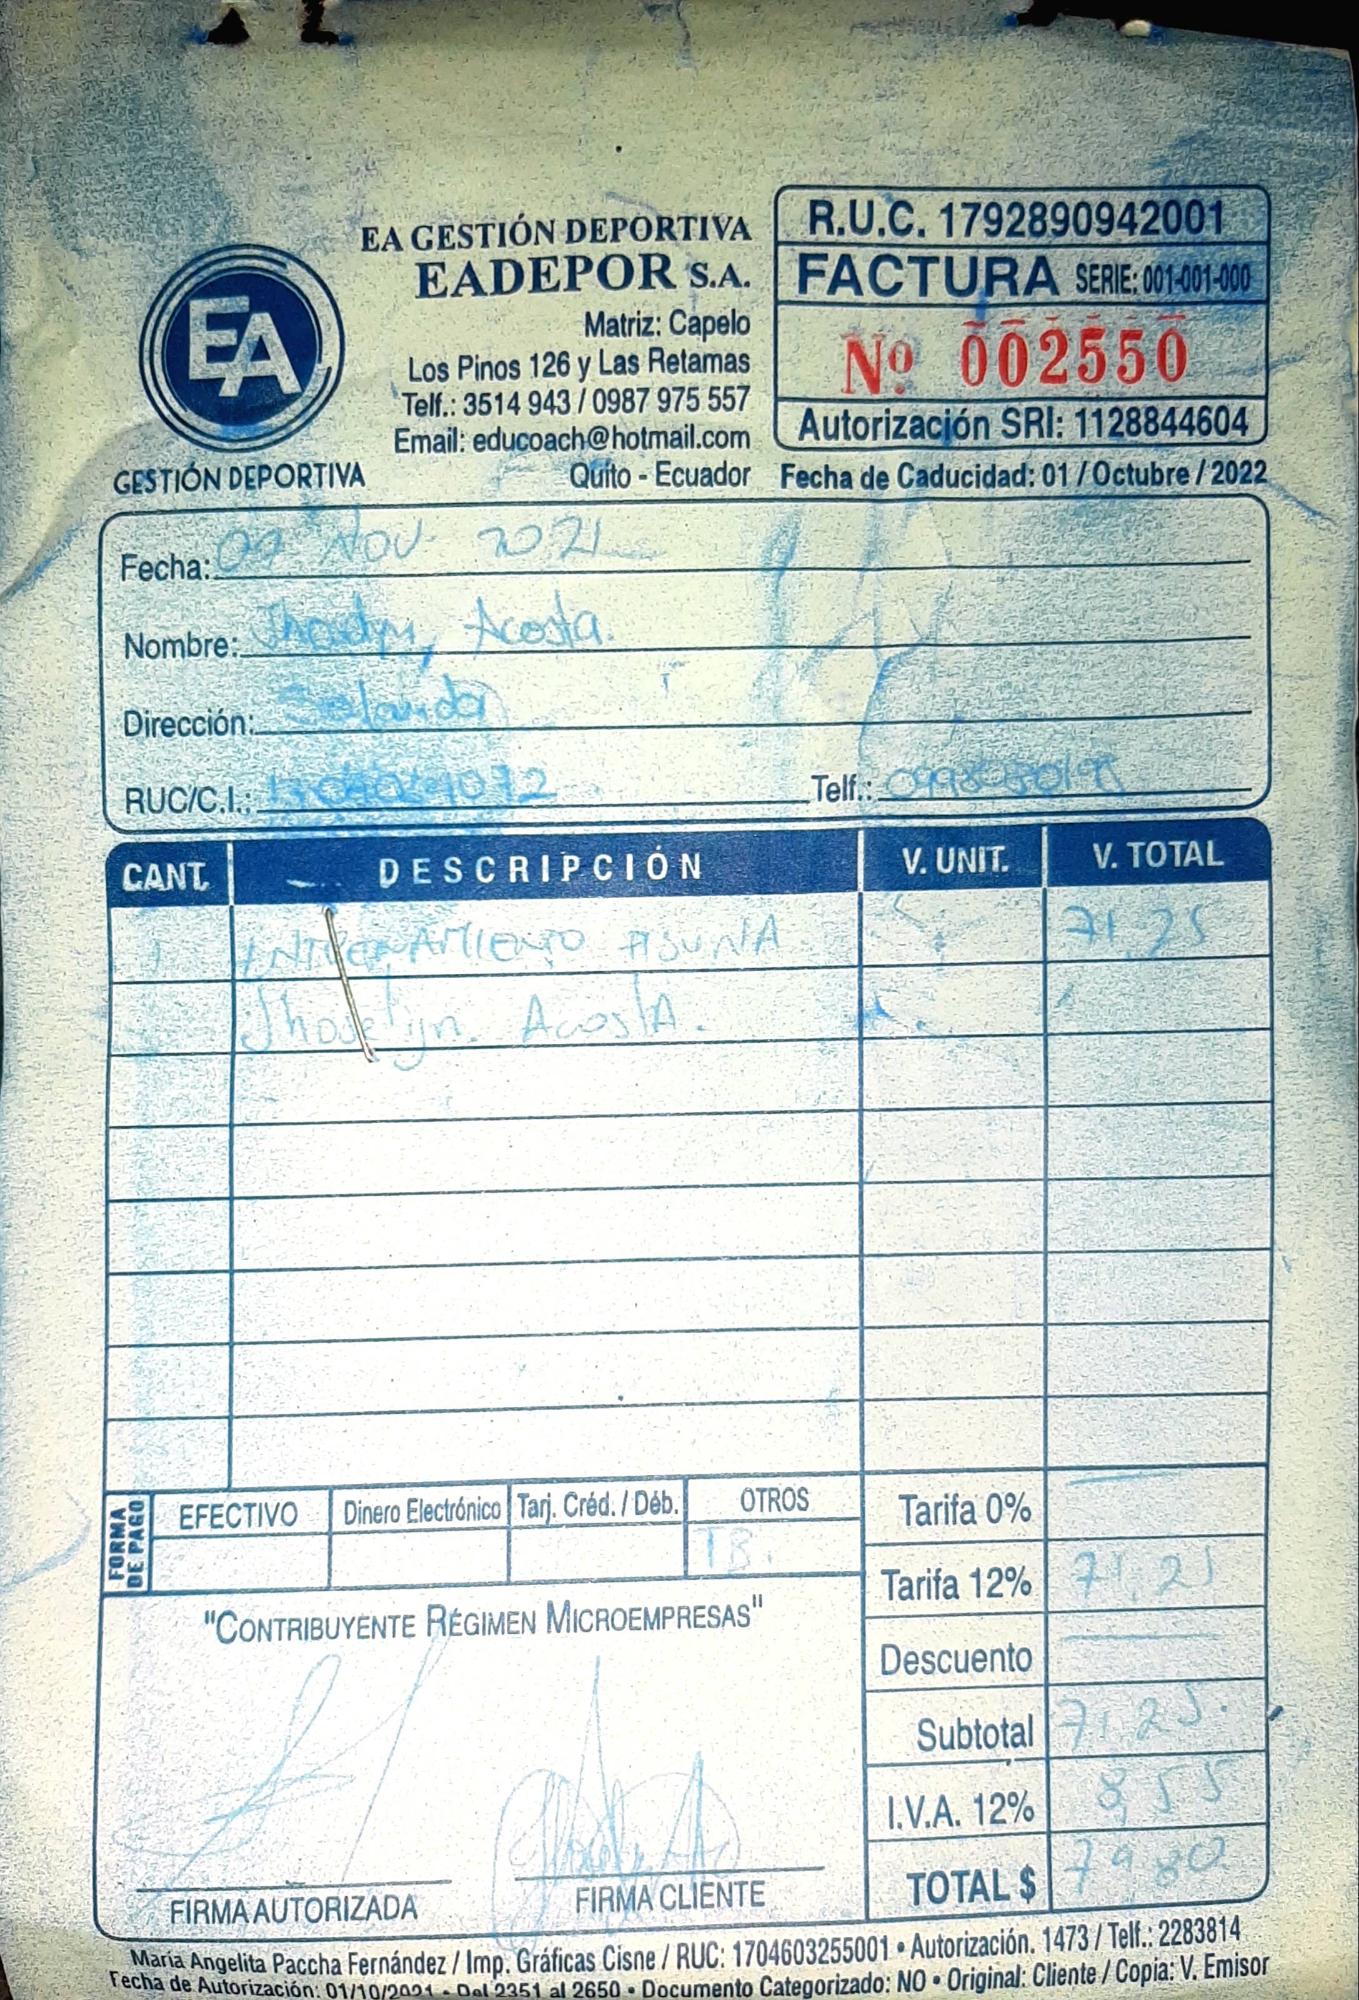 EA GESTIÓN DEPORTIVA
EADEPOR S.A.
Matriz: Capelo
Los Pinos 126 y Las Retamas
Telf.: 3514 943 / 0987 975 557
Email: educoach@hotmail.com
Quito - Ecuador
EA
GESTIÓN DEPORTIVA
R.U.C. 1792890942001
FACTURA SERIE: 001-001-000
Nº 002550
Autorización SRI: 1128844604
Fecha de Caducidad: 01 / Octubre / 2022
Fecha: 09 NOV. 2021
Nombre: Acosta.
Dirección: Solanda
RUC/C.I.: Telf.:
CANT. DESCRIPCIÓN V. UNIT. V. TOTAL
1 ENTRENAMIENTO ASUNA 71,25
Jhoselyn. AcostA.
FORMA DE PAGO
EFECTIVO Dinero Electrónico Tarj. Créd. / Déb. OTROS
TB.
Tarifa 0%
Tarifa 12% 71,25
Descuento
Subtotal 71,25.
I.V.A. 12% 8,55
TOTAL $ 79,80
"CONTRIBUYENTE RÉGIMEN MICROEMPRESAS"
FIRMA AUTORIZADA FIRMA CLIENTE
María Angelita Paccha Fernández / Imp. Gráficas Cisne / RUC: 1704603255001 • Autorización. 1473 / Telf.: 2283814
Fecha de Autorización: 01/10/2021 • Del 2351 al 2650 • Documento Categorizado: NO • Original: Cliente / Copia: V. Emisor